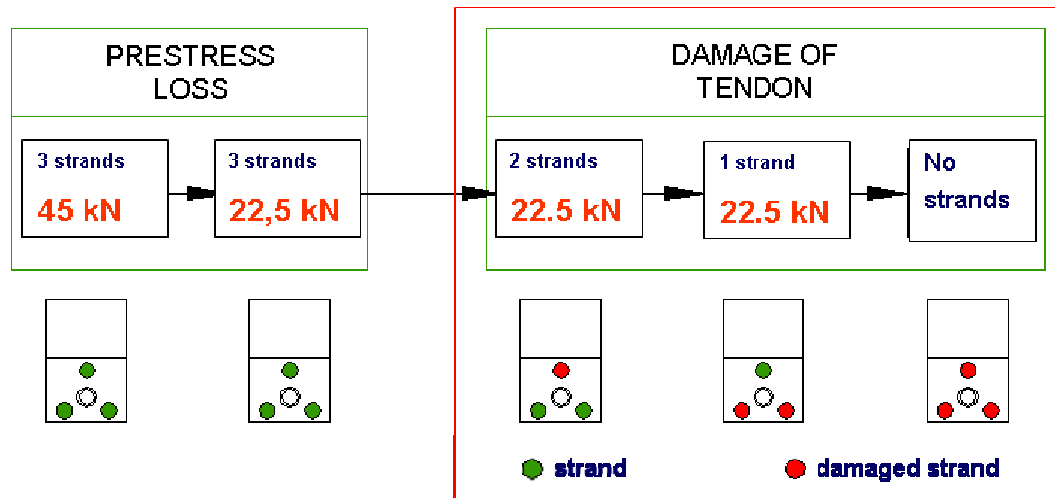 PRESTRESS
LOSS
DAMAGE OF
TENDON
3 strands
45 kN
3 strands
22,5 kN
2 strands
22.5 kN
1 strand
22.5 kN
No
strands
strand
damaged strand